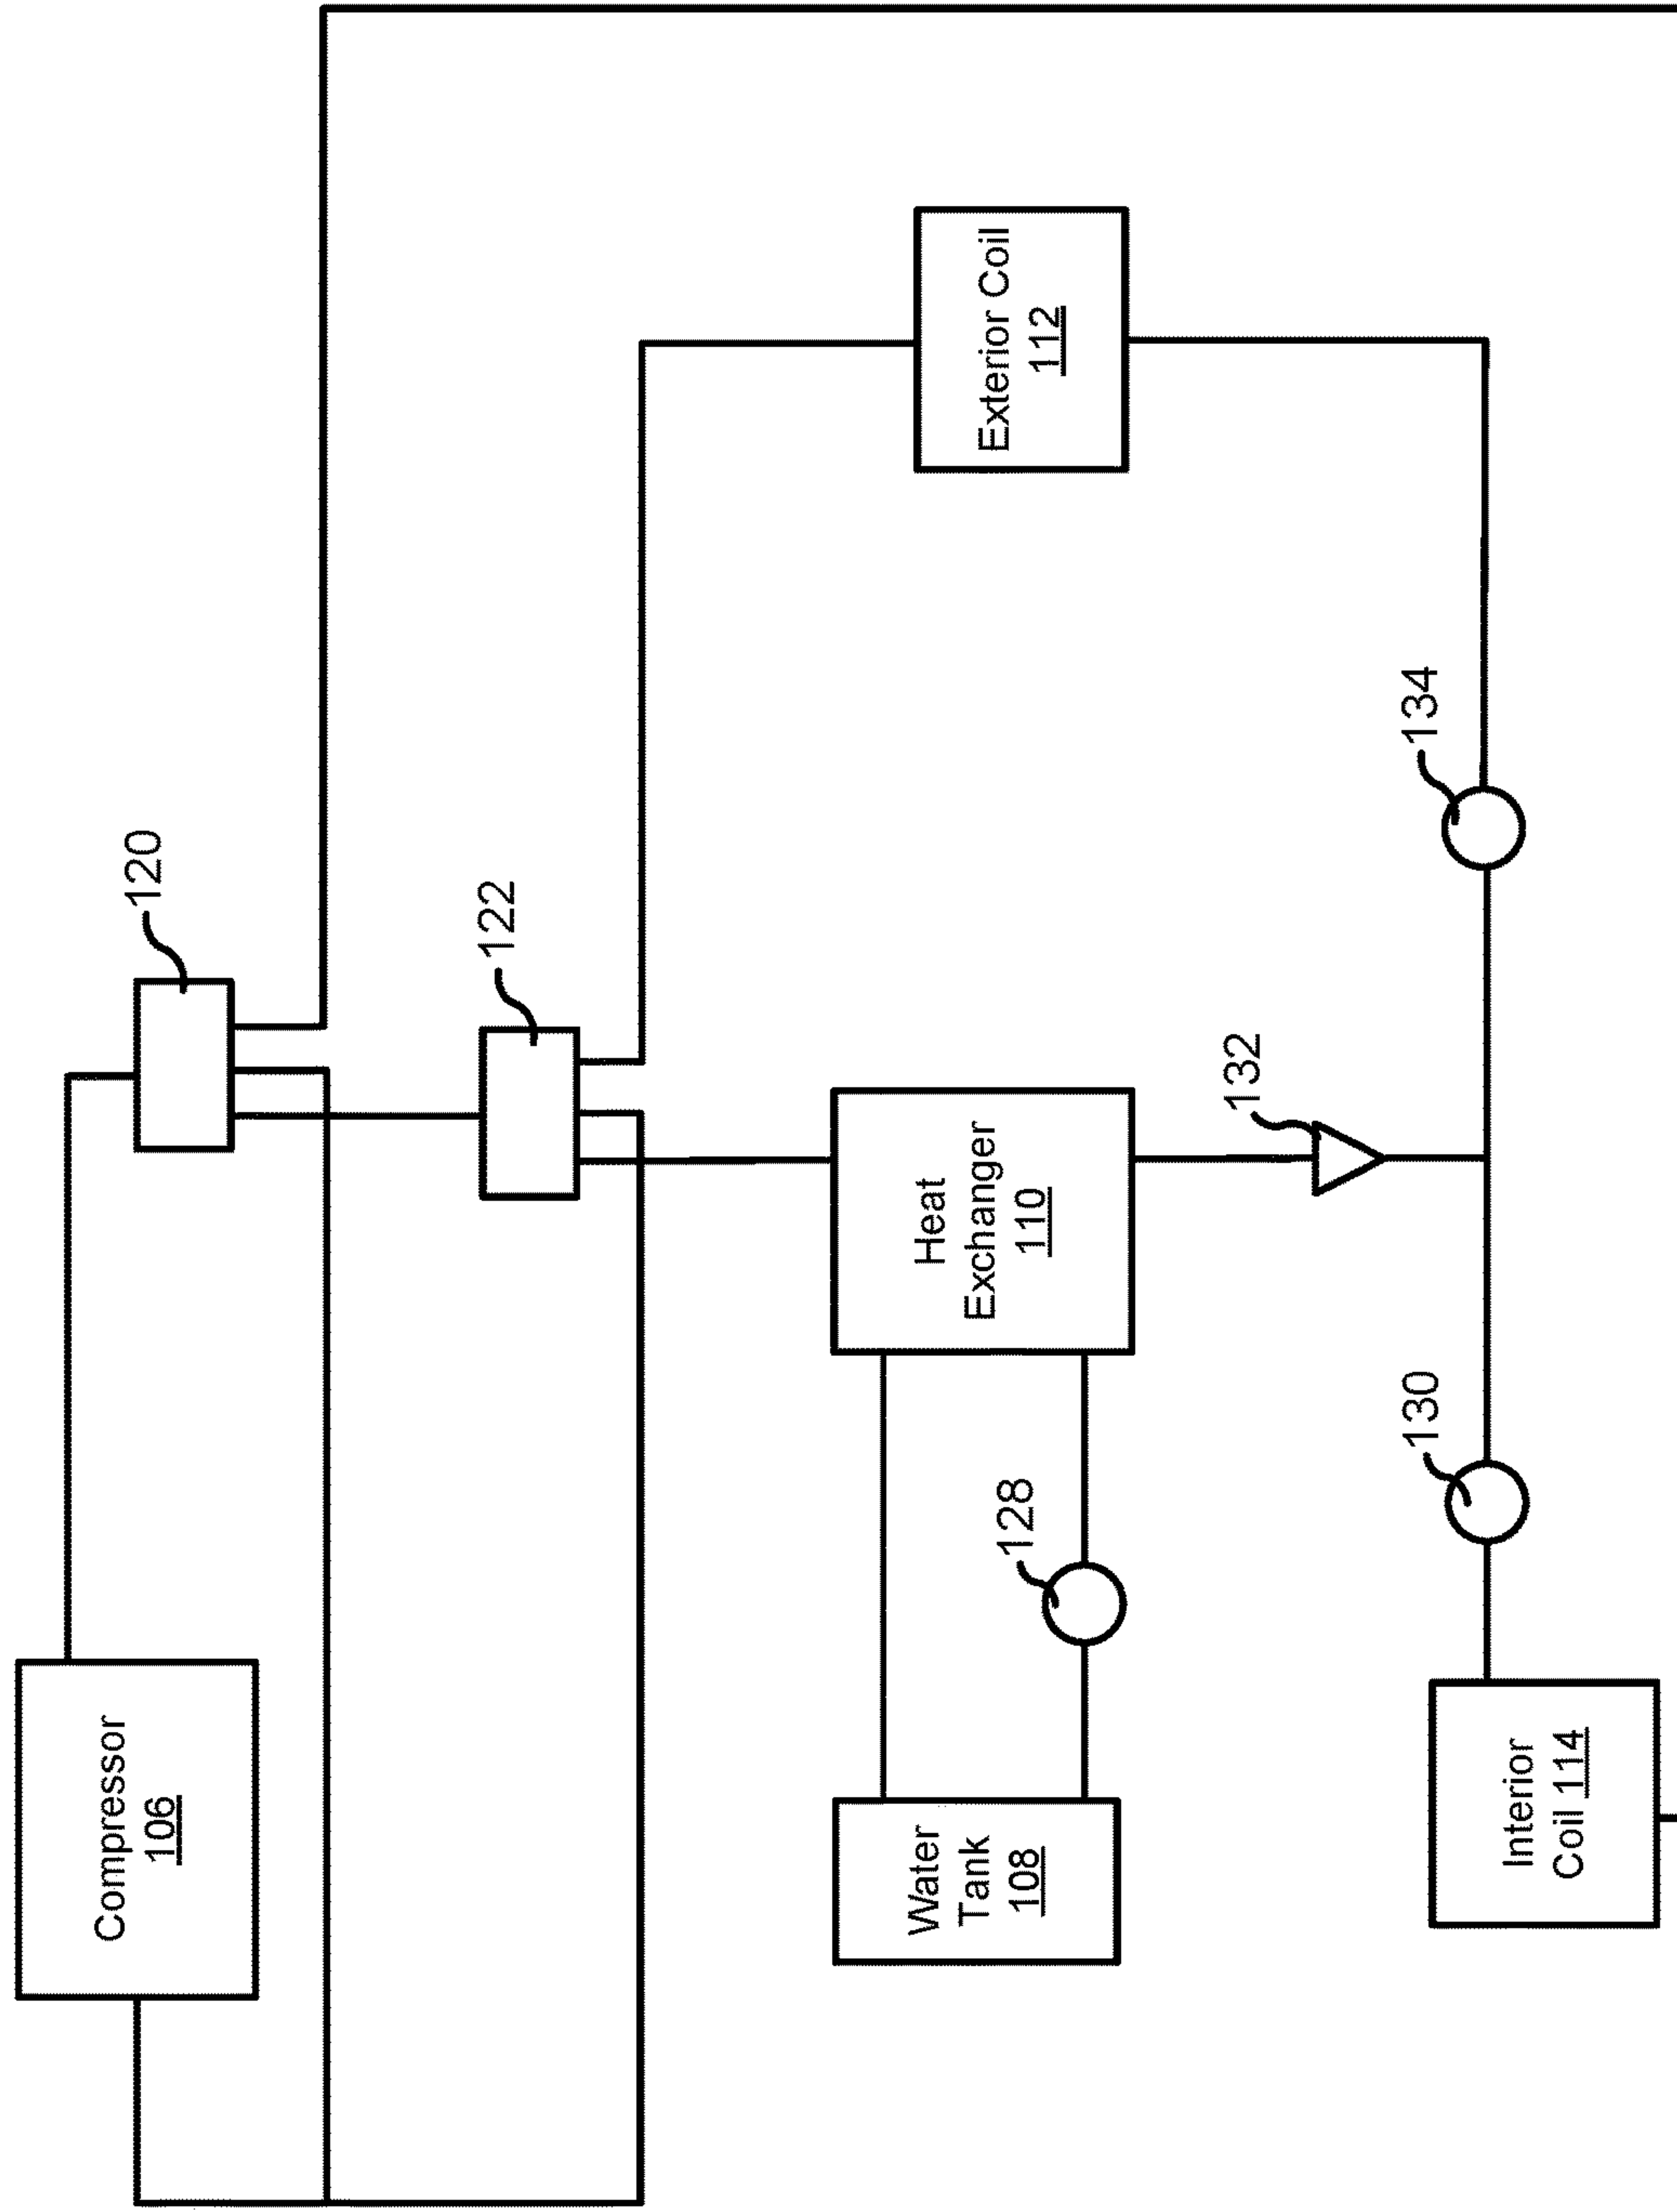 Compressor
106
120
122
Water
Tank
108
128
Heat
Exchanger
110
Exterior Coil
112
Interior
Coil 114
130
132
134